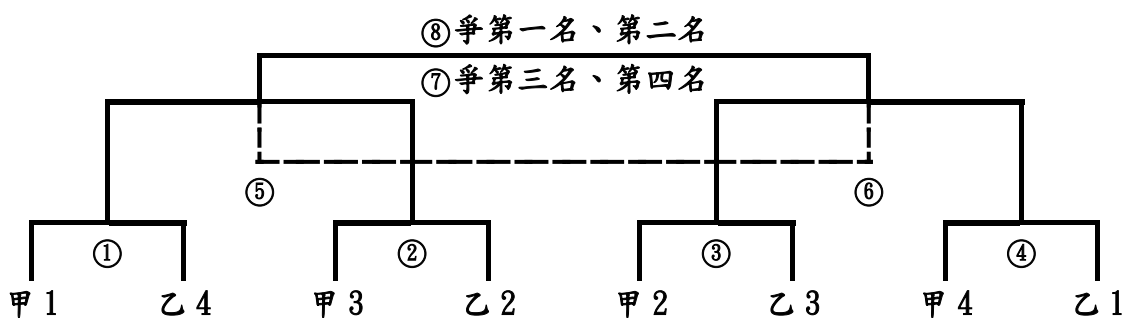 ⑧爭第一名、第二名
⑦爭第三名、第四名
⑤ ⑥
① ② ③ ④
甲1 乙4 甲3 乙2 甲2 乙3 甲4 乙1